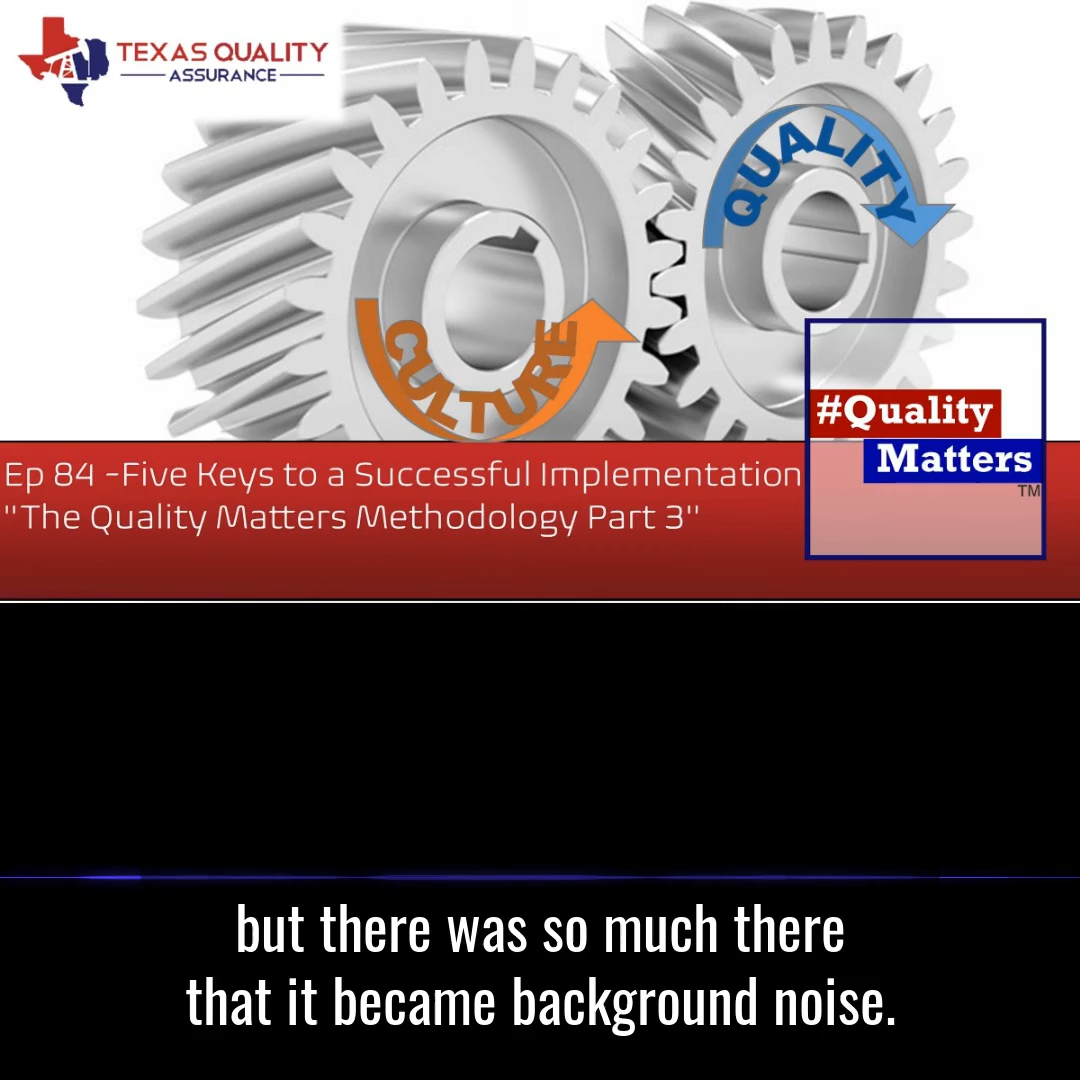 TEXAS QUALITY
ASSURANCE
QUALITY
CULTURE
#Quality
Matters
TM
Ep 84 -Five Keys to a Successful Implementation
"The Quality Matters Methodology Part 3"
but there was so much there
that it became background noise.